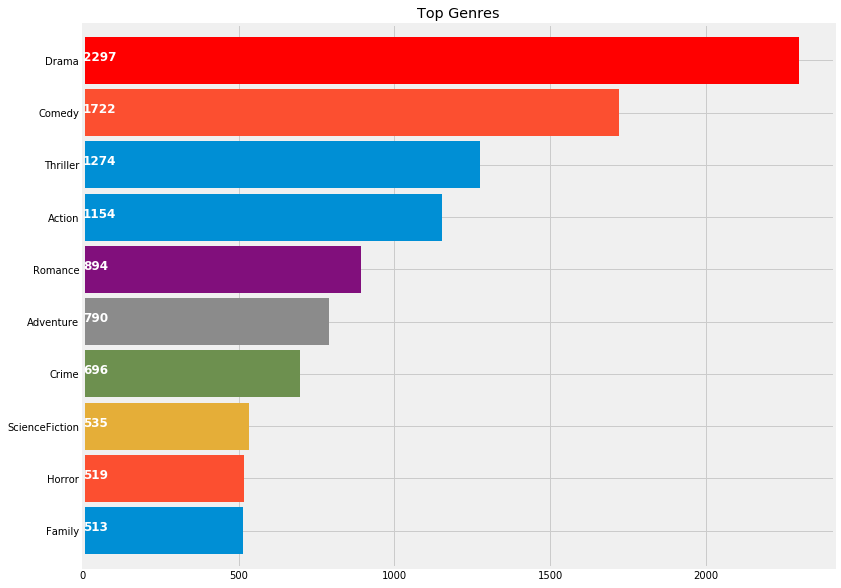 Top Genres
Drama 2297
Comedy 1722
Thriller 1274
Action 1154
Romance 894
Adventure 790
Crime 696
ScienceFiction 535
Horror 519
Family 513
0 500 1000 1500 2000